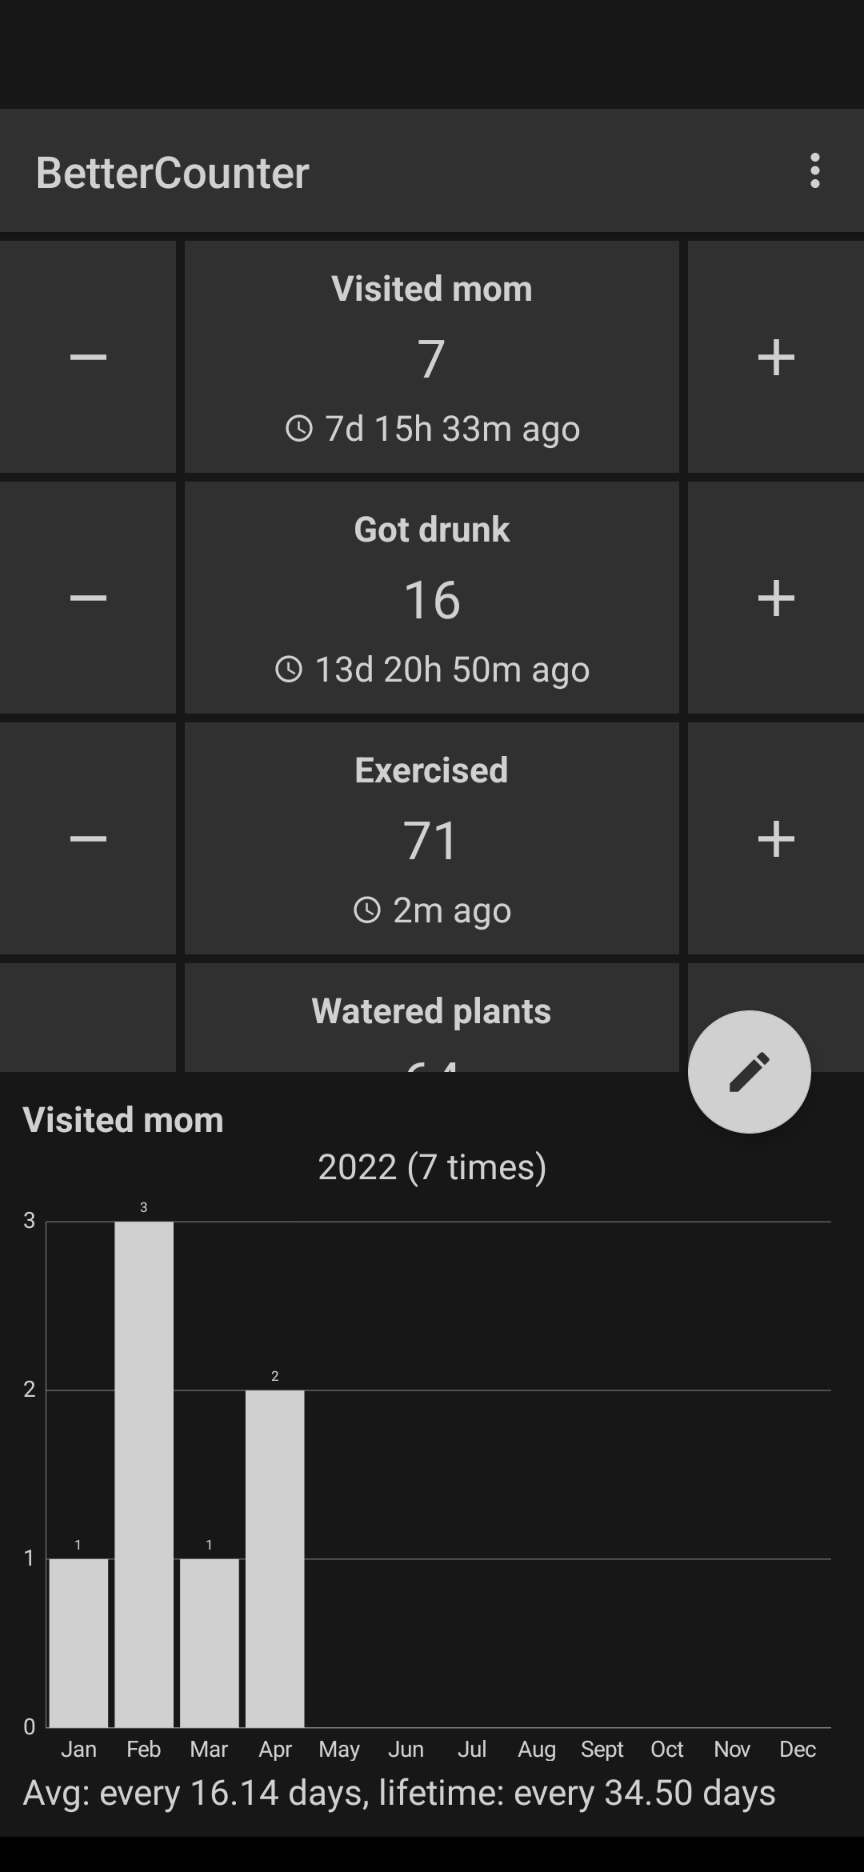 BetterCounter
Visited mom
7
7d 15h 33m ago
Got drunk
16
13d 20h 50m ago
Exercised
71
2m ago
Watered plants
Visited mom
2022 (7 times)
3
3
2
2
1
1
1
0
Jan Feb Mar Apr May Jun Jul Aug Sept Oct Nov Dec
Avg: every 16.14 days, lifetime: every 34.50 days